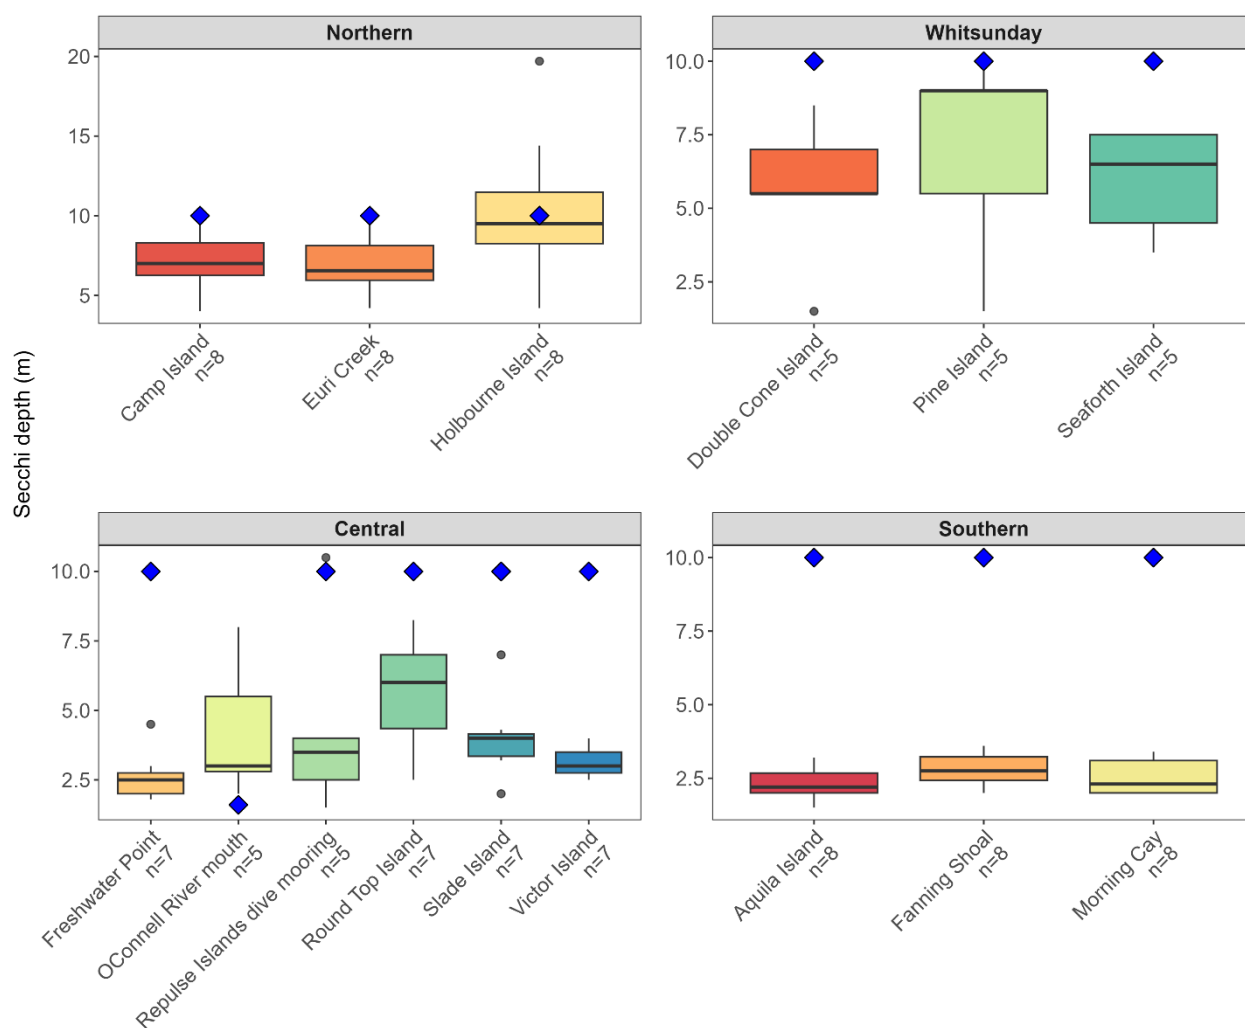 Secchi depth (m)
Northern
20
15
10
5
Camp Island
n=8
Euri Creek
n=8
Holbourne Island
n=8
Whitsunday
10.0
7.5
5.0
2.5
Double Cone Island
n=5
Pine Island
n=5
Seaforth Island
n=5
Central
10.0
7.5
5.0
2.5
Freshwater Point
n=7
OConnell River mouth
n=5
Repulse Islands dive mooring
n=5
Round Top Island
n=7
Slade Island
n=7
Victor Island
n=7
Southern
10.0
7.5
5.0
2.5
Aquila Island
n=8
Fanning Shoal
n=8
Morning Cay
n=8